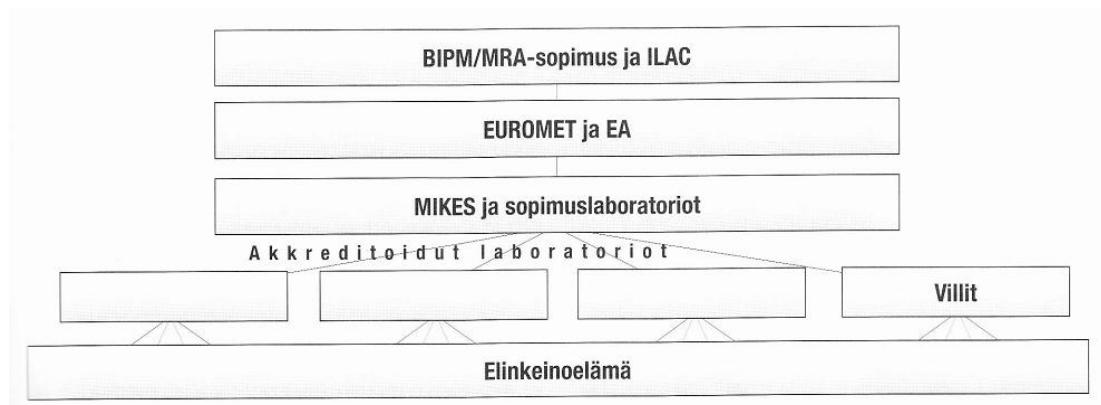 BIPM/MRA-sopimus ja ILAC
EUROMET ja EA
MIKES ja sopimuslaboratoriot
Akkreditoidut laboratoriot
Villit
Elinkeinoelämä